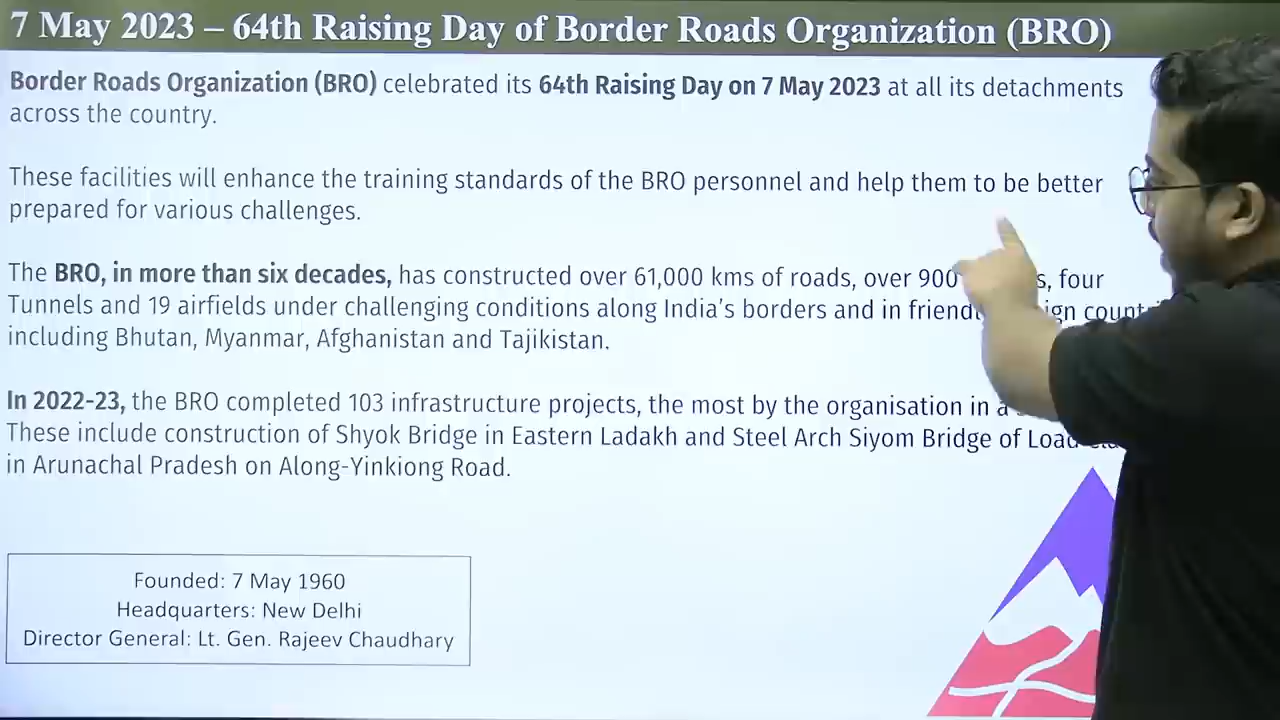 7 May 2023 – 64th Raising Day of Border Roads Organization (BRO)
Border Roads Organization (BRO) celebrated its 64th Raising Day on 7 May 2023 at all its detachments
across the country.
These facilities will enhance the training standards of the BRO personnel and help them to be better
prepared for various challenges.
The BRO, in more than six decades, has constructed over 61,000 kms of roads, over 900 four
Tunnels and 19 airfields under challenging conditions along India's borders and in
including Bhutan, Myanmar, Afghanistan and Tajikistan.
In 2022-23, the BRO completed 103 infrastructure projects, the most by the organisation in a
These include construction of Shyok Bridge in Eastern Ladakh and Steel Arch Siyom Bridge of Load
in Arunachal Pradesh on Along-Yinkiong Road.
Founded: 7 May 1960
Headquarters: New Delhi
Director General: Lt. Gen. Rajeev Chaudhary